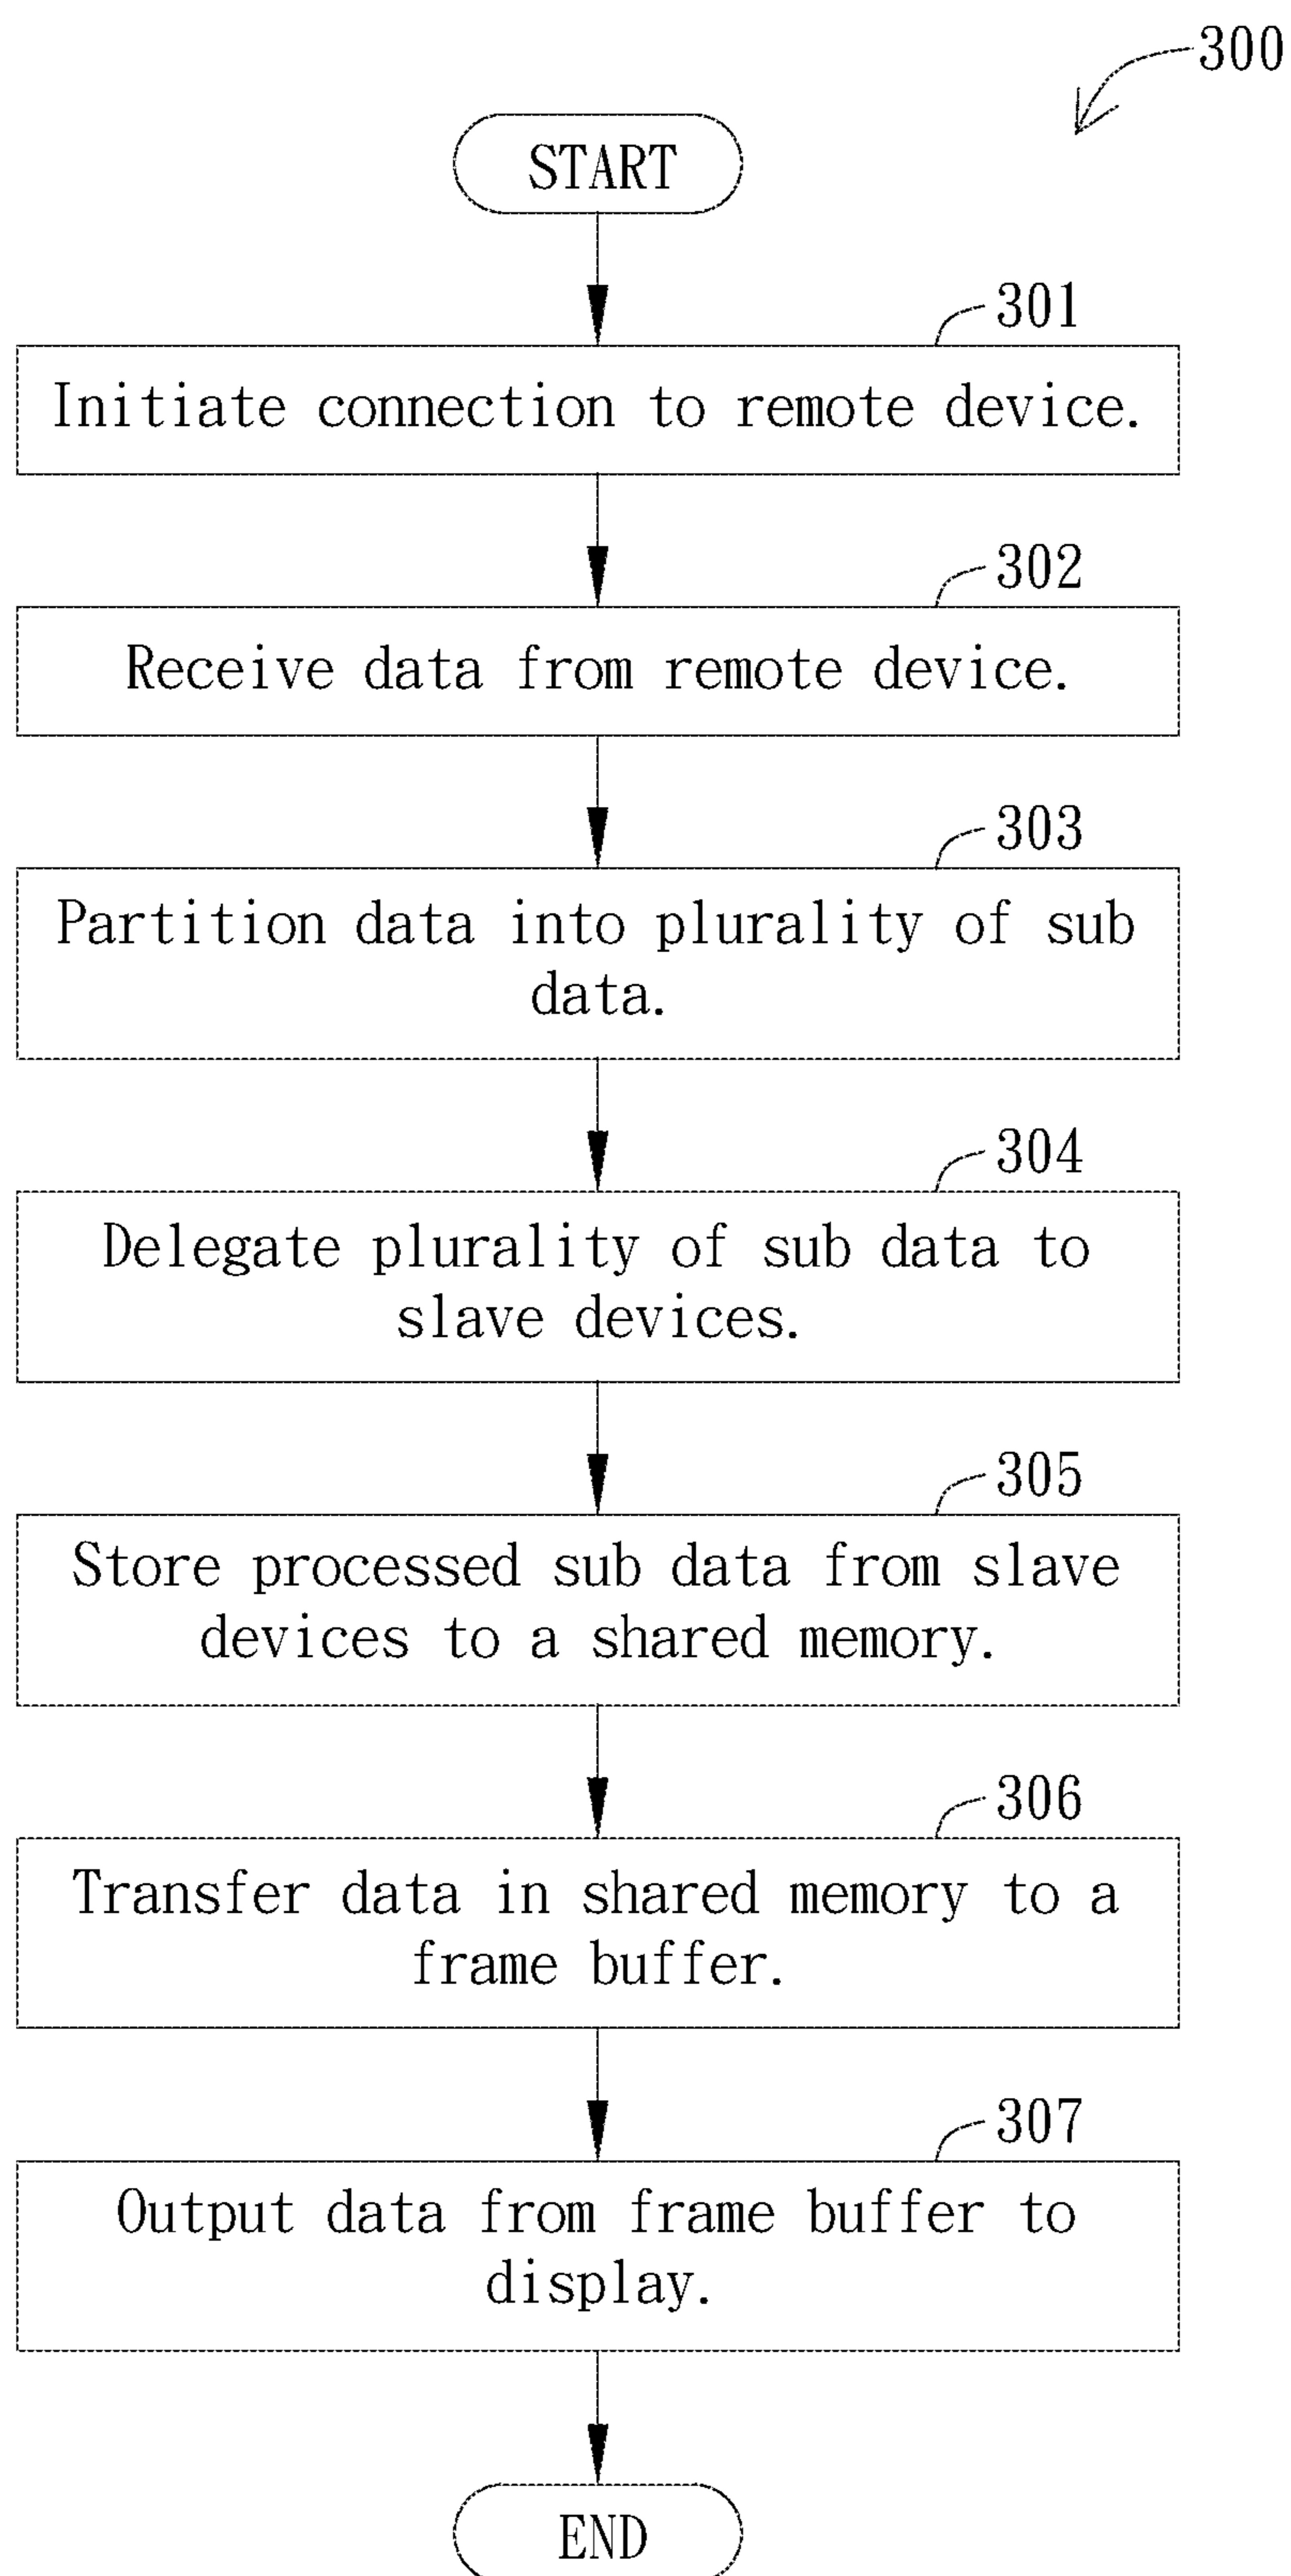 300
START
301
Initiate connection to remote device.
302
Receive data from remote device.
303
Partition data into plurality of sub
data.
304
Delegate plurality of sub data to
slave devices.
305
Store processed sub data from slave
devices to a shared memory.
306
Transfer data in shared memory to a
frame buffer.
307
Output data from frame buffer to
display.
END